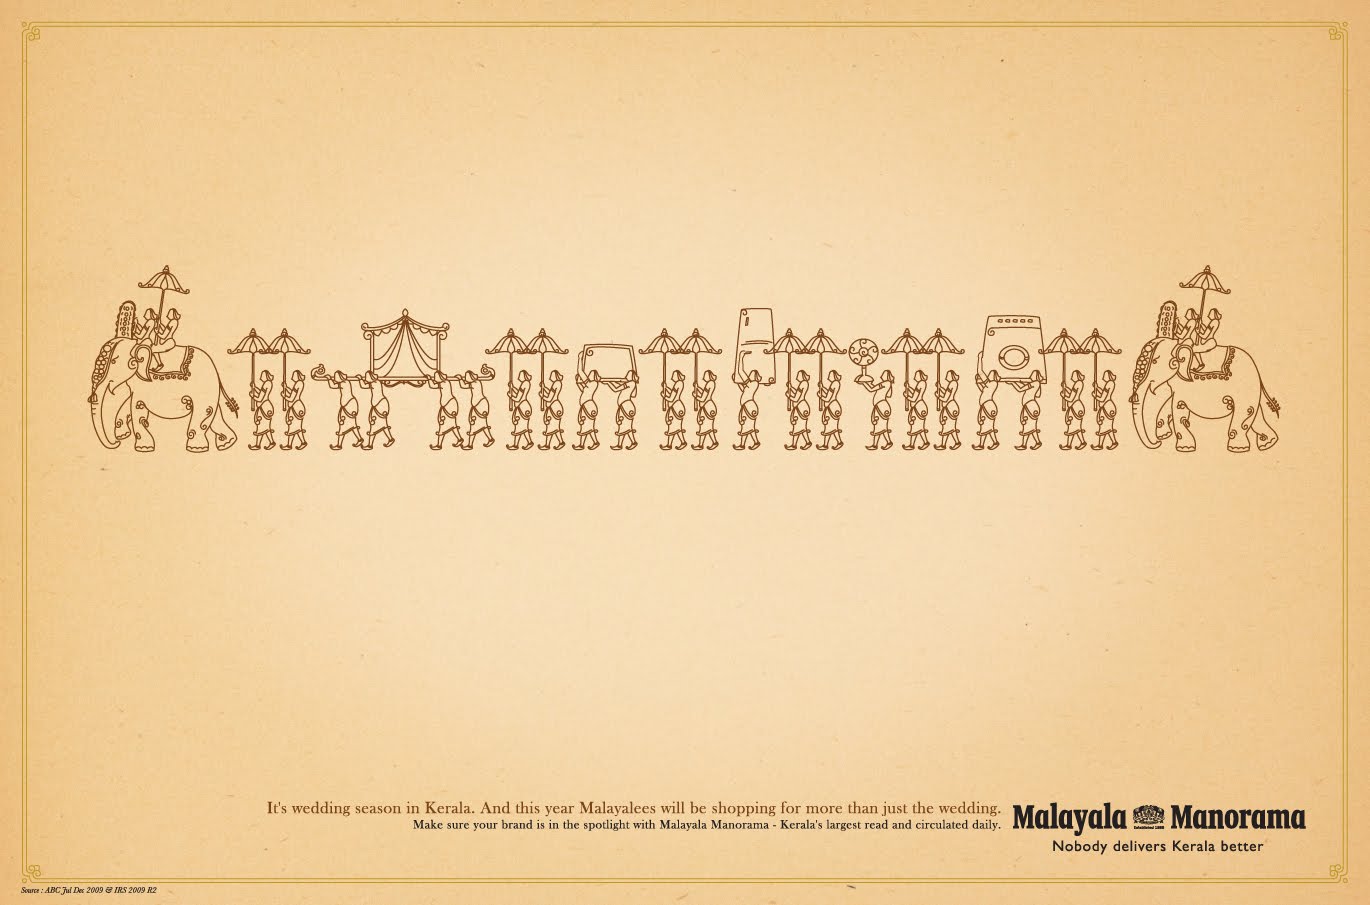 It's wedding season in Kerala. And this year Malayalees will be shopping for more than just the wedding.
Make sure your brand is in the spotlight with Malayala Manorama - Kerala's largest read and circulated daily.
Malayala Manorama
Established 1888
Nobody delivers Kerala better
Source : ABC Jul Dec 2009 & IRS 2009 R2